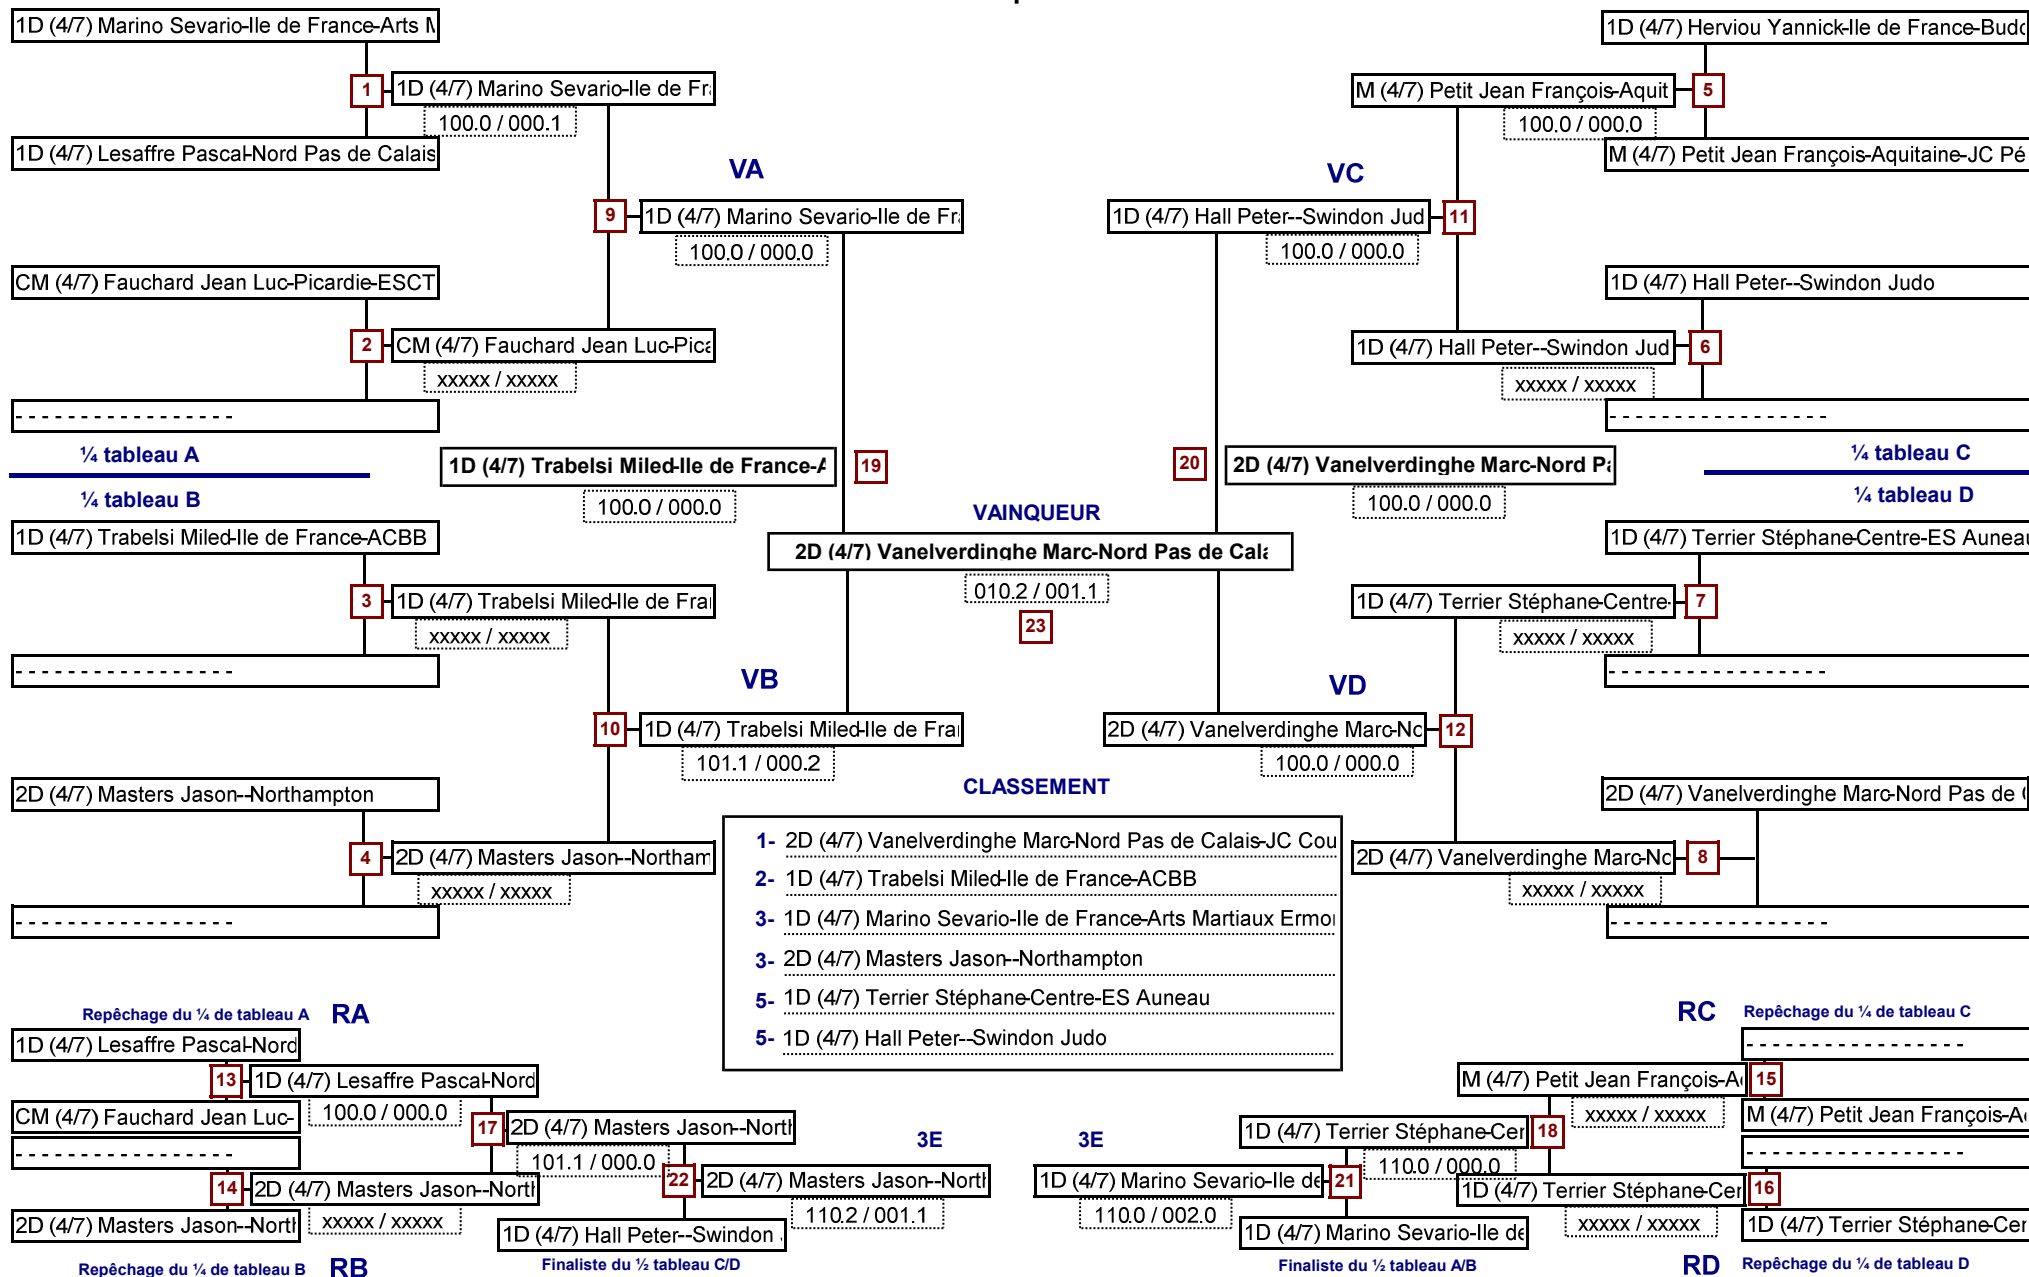 1D (4/7) Marino Sevario-Ile de France-Arts M
1
1D (4/7) Marino Sevario-Ile de Fra
100.0 / 000.1
1D (4/7) Lesaffre Pascal-Nord Pas de Calais
VA
9
1D (4/7) Marino Sevario-Ile de Fra
100.0 / 000.0
CM (4/7) Fauchard Jean Luc-Picardie-ESCT
2
CM (4/7) Fauchard Jean Luc-Pica
xxxxx / xxxxx
- - - - - - - - - - - - - - - - -
¼ tableau A
¼ tableau B
1D (4/7) Trabelsi Miled-Ile de France-A
19
100.0 / 000.0
1D (4/7) Trabelsi Miled-Ile de France-ACBB
3
1D (4/7) Trabelsi Miled-Ile de Fra
xxxxx / xxxxx
- - - - - - - - - - - - - - - - -
VB
10
1D (4/7) Trabelsi Miled-Ile de Fra
101.1 / 000.2
2D (4/7) Masters Jason--Northampton
4
2D (4/7) Masters Jason--Northam
xxxxx / xxxxx
- - - - - - - - - - - - - - - - -
1D (4/7) Herviou Yannick-Ile de France-Budo
M (4/7) Petit Jean François-Aquit
5
100.0 / 000.0
M (4/7) Petit Jean François-Aquitaine-JC Pé
VC
1D (4/7) Hall Peter--Swindon Jud
11
100.0 / 000.0
1D (4/7) Hall Peter--Swindon Judo
1D (4/7) Hall Peter--Swindon Jud
6
xxxxx / xxxxx
- - - - - - - - - - - - - - - - -
20
2D (4/7) Vanelverdinghe Marc-Nord Pa
100.0 / 000.0
¼ tableau C
¼ tableau D
VAINQUEUR
2D (4/7) Vanelverdinghe Marc-Nord Pas de Cala
010.2 / 001.1
23
1D (4/7) Terrier Stéphane-Centre-ES Auneau
1D (4/7) Terrier Stéphane-Centre-
7
xxxxx / xxxxx
- - - - - - - - - - - - - - - - -
VD
2D (4/7) Vanelverdinghe Marc-No
12
100.0 / 000.0
2D (4/7) Vanelverdinghe Marc-Nord Pas de C
2D (4/7) Vanelverdinghe Marc-No
8
xxxxx / xxxxx
- - - - - - - - - - - - - - - - -
CLASSEMENT
1- 2D (4/7) Vanelverdinghe Marc-Nord Pas de Calais-JC Cou
2- 1D (4/7) Trabelsi Miled-Ile de France-ACBB
3- 1D (4/7) Marino Sevario-Ile de France-Arts Martiaux Ermon
3- 2D (4/7) Masters Jason--Northampton
5- 1D (4/7) Terrier Stéphane-Centre-ES Auneau
5- 1D (4/7) Hall Peter--Swindon Judo
Repêchage du ¼ de tableau A RA
1D (4/7) Lesaffre Pascal-Nord
13
1D (4/7) Lesaffre Pascal-Nord
CM (4/7) Fauchard Jean Luc-
100.0 / 000.0
- - - - - - - - - - - - - - - - -
17
2D (4/7) Masters Jason--North
101.1 / 000.0
14
2D (4/7) Masters Jason--North
2D (4/7) Masters Jason--North
xxxxx / xxxxx
Repêchage du ¼ de tableau B RB
3E
22
2D (4/7) Masters Jason--North
110.2 / 001.1
1D (4/7) Hall Peter--Swindon
Finaliste du ½ tableau C/D
RC Repêchage du ¼ de tableau C
- - - - - - - - - - - - - - - - -
M (4/7) Petit Jean François-Aq
15
xxxxx / xxxxx
M (4/7) Petit Jean François-Aq
3E
1D (4/7) Terrier Stéphane-Cen
18
110.0 / 000.0
- - - - - - - - - - - - - - - - -
1D (4/7) Marino Sevario-Ile de
21
110.0 / 002.0
1D (4/7) Terrier Stéphane-Cen
16
xxxxx / xxxxx
1D (4/7) Terrier Stéphane-Cen
1D (4/7) Marino Sevario-Ile de
Finaliste du ½ tableau A/B
RD Repêchage du ¼ de tableau D